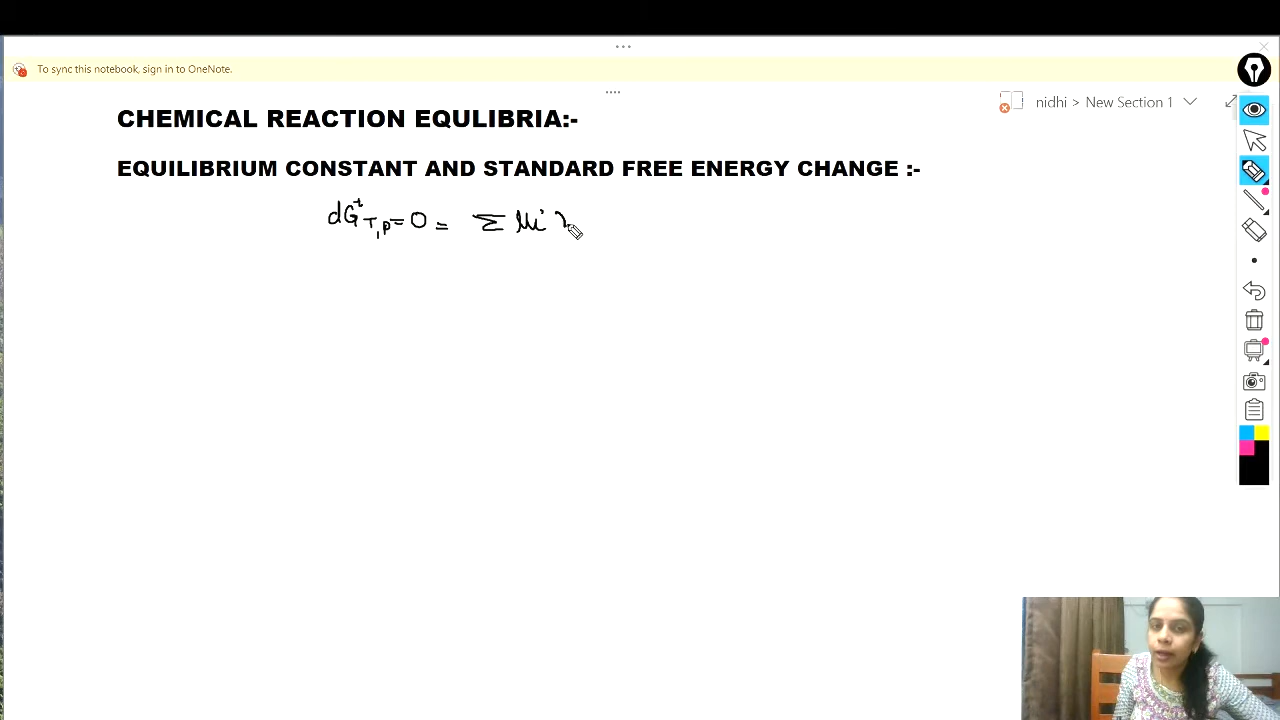 To sync this notebook, sign in to OneNote.
nidhi > New Section 1
CHEMICAL REACTION EQULIBRIA:-
EQUILIBRIUM CONSTANT AND STANDARD FREE ENERGY CHANGE :-
dGᵗ T,P = 0 = Σ μi